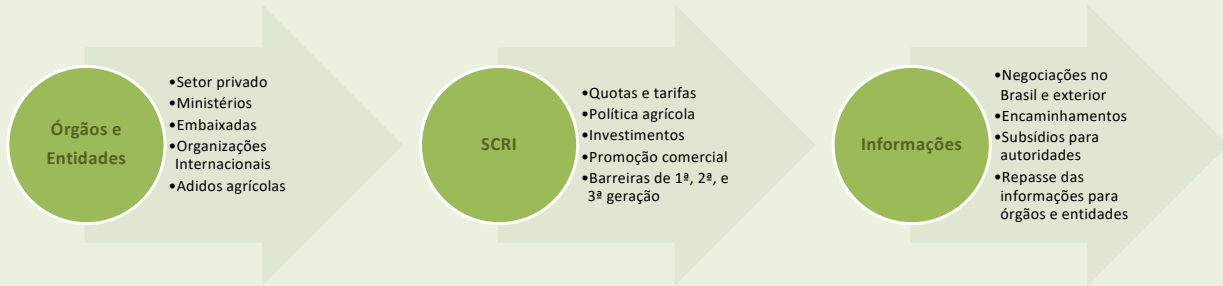 Órgãos e
Entidades
•Setor privado
•Ministérios
•Embaixadas
•Organizações
Internacionais
•Adidos agrícolas
SCRI
•Quotas e tarifas
•Política agrícola
•Investimentos
•Promoção comercial
•Barreiras de 1ª, 2ª, e
3ª geração
Informações
•Negociações no
Brasil e exterior
•Encaminhamentos
•Subsídios para
autoridades
•Repasse das
informações para
órgãos e entidades